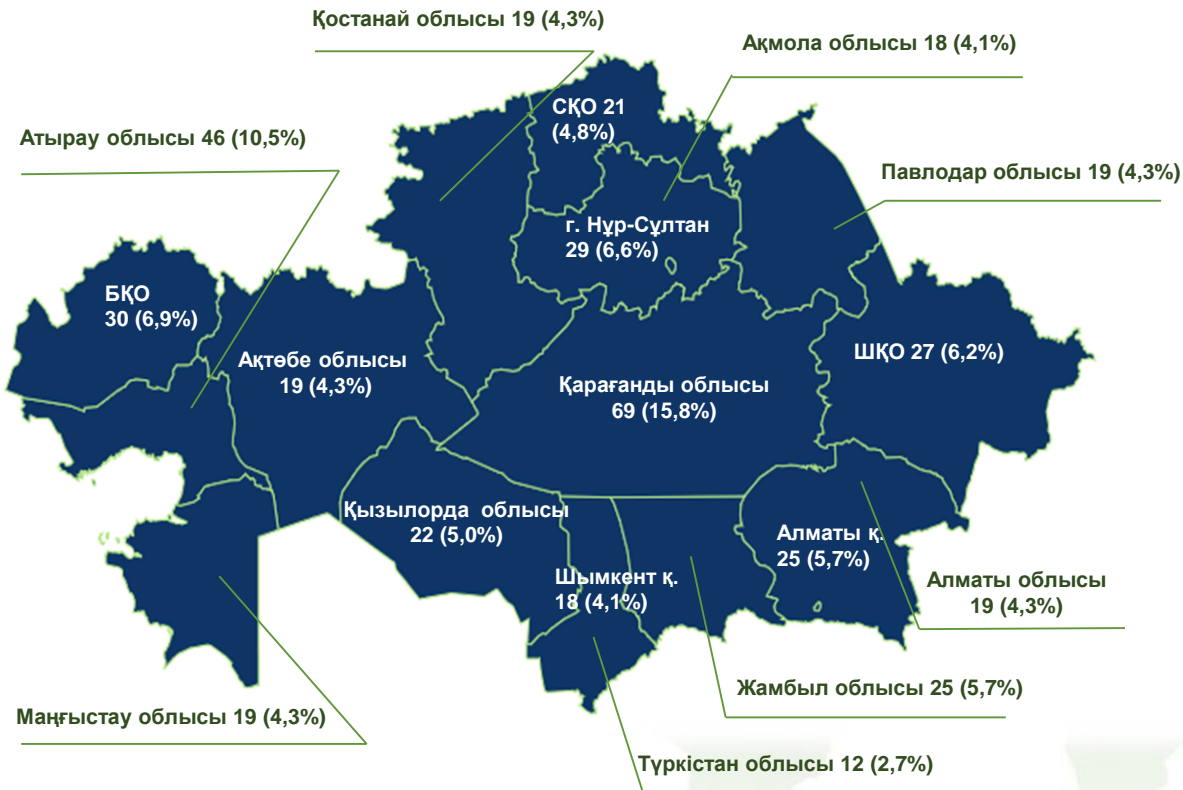 Қостанай облысы 19 (4,3%)
Ақмола облысы 18 (4,1%)
СҚО 21
(4,8%)
Атырау облысы 46 (10,5%)
Павлодар облысы 19 (4,3%)
г. Нұр-Сұлтан
29 (6,6%)
БҚО
30 (6,9%)
Ақтөбе облысы
19 (4,3%)
ШҚО 27 (6,2%)
Қарағанды облысы
69 (15,8%)
Қызылорда облысы
22 (5,0%)
Алматы қ.
25 (5,7%)
Шымкент қ.
18 (4,1%)
Алматы облысы
19 (4,3%)
Жамбыл облысы 25 (5,7%)
Маңғыстау облысы 19 (4,3%)
Түркістан облысы 12 (2,7%)